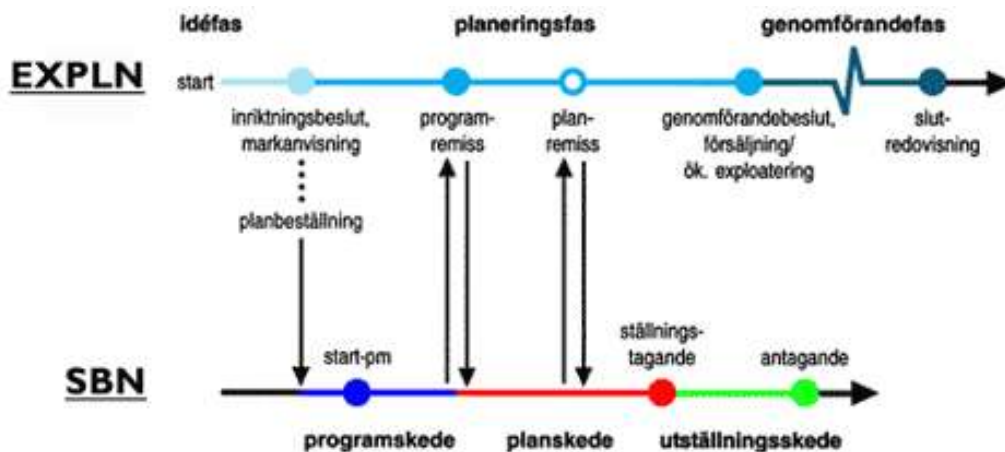 idéfas
planeringsfas
genomförandefas
EXPLN
start
inriktningsbeslut,
markanvisning
program-
remiss
plan-
remiss
genomförandebeslut,
försäljning/
ök. exploatering
slut-
redovisning
planbeställning
SBN
start-pm
ställnings-
tagande
antagande
programskede
planskede
utställningsskede